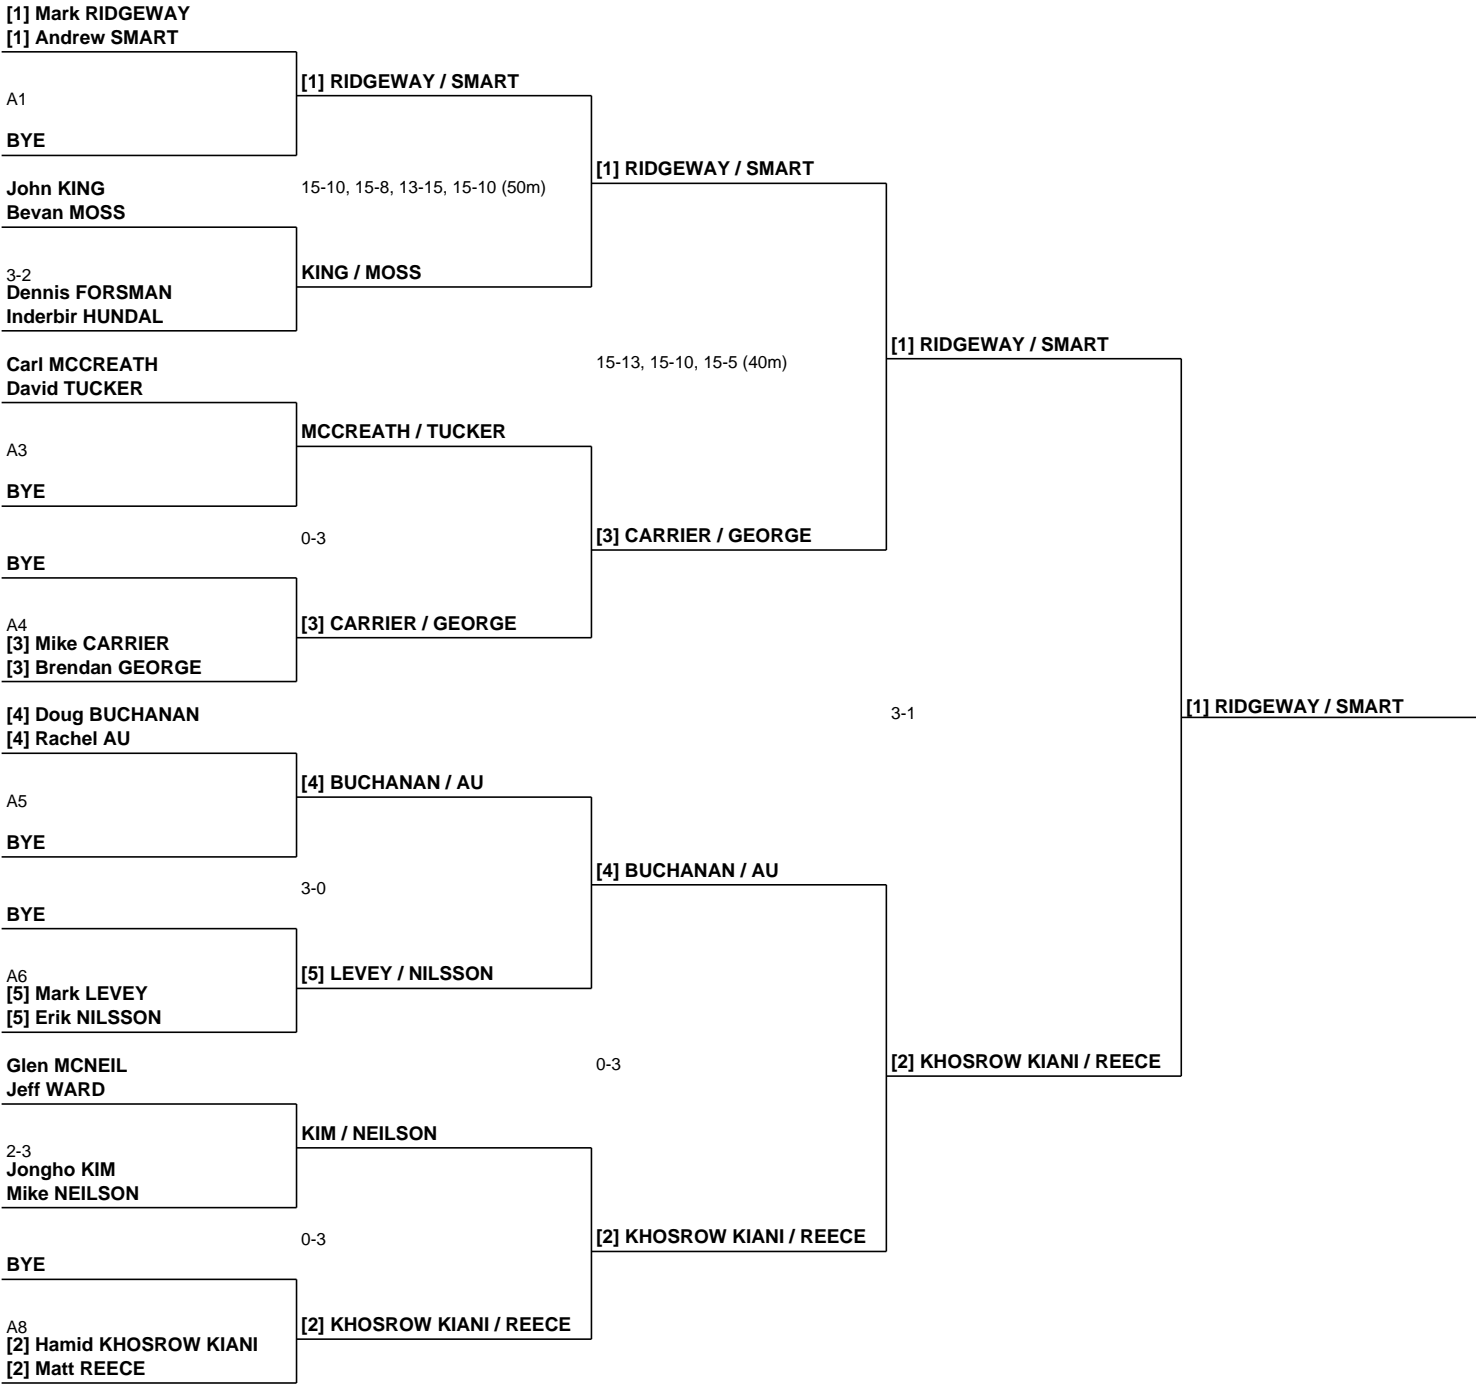 [1] Mark RIDGEWAY
[1] Andrew SMART
A1
BYE
John KING
Bevan MOSS
3-2
Dennis FORSMAN
Inderbir HUNDAL
Carl MCCREATH
David TUCKER
A3
BYE
BYE
A4
[3] Mike CARRIER
[3] Brendan GEORGE
[4] Doug BUCHANAN
[4] Rachel AU
A5
BYE
BYE
A6
[5] Mark LEVEY
[5] Erik NILSSON
Glen MCNEIL
Jeff WARD
2-3
Jongho KIM
Mike NEILSON
BYE
A8
[2] Hamid KHOSROW KIANI
[2] Matt REECE
[1] RIDGEWAY / SMART
15-10, 15-8, 13-15, 15-10 (50m)
KING / MOSS
MCCREATH / TUCKER
0-3
[3] CARRIER / GEORGE
[4] BUCHANAN / AU
3-0
[5] LEVEY / NILSSON
KIM / NEILSON
0-3
[2] KHOSROW KIANI / REECE
[1] RIDGEWAY / SMART
15-13, 15-10, 15-5 (40m)
[3] CARRIER / GEORGE
[4] BUCHANAN / AU
0-3
[2] KHOSROW KIANI / REECE
[1] RIDGEWAY / SMART
3-1
[2] KHOSROW KIANI / REECE
[1] RIDGEWAY / SMART